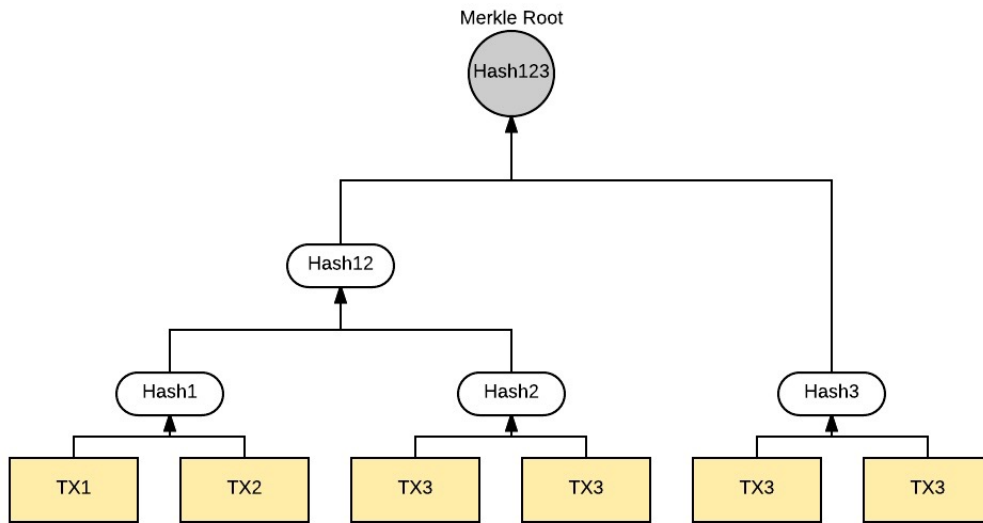 Merkle Root
Hash123
Hash12
Hash1
Hash2
Hash3
TX1
TX2
TX3
TX3
TX3
TX3